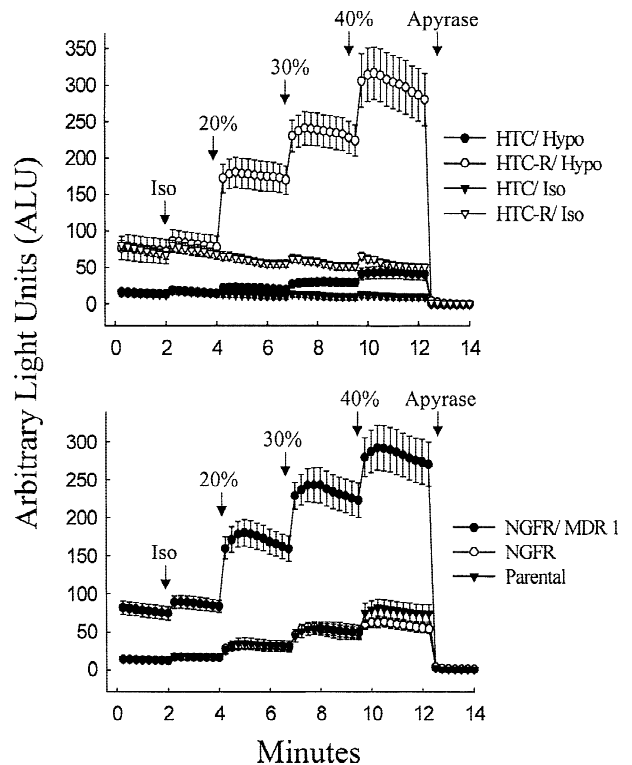 40%
Apyrase
350
30%
300
250
20%
HTC/ Hypo
200
HTC-R/ Hypo
Iso
HTC/ Iso
150
HTC-R/ Iso
100
50
0
0 2 4 6 8 10 12 14
Arbitrary Light Units (ALU)
40%
Apyrase
300
30%
250
20%
200
NGFR/ MDR 1
Iso
NGFR
150
Parental
100
50
0
0 2 4 6 8 10 12 14
Minutes